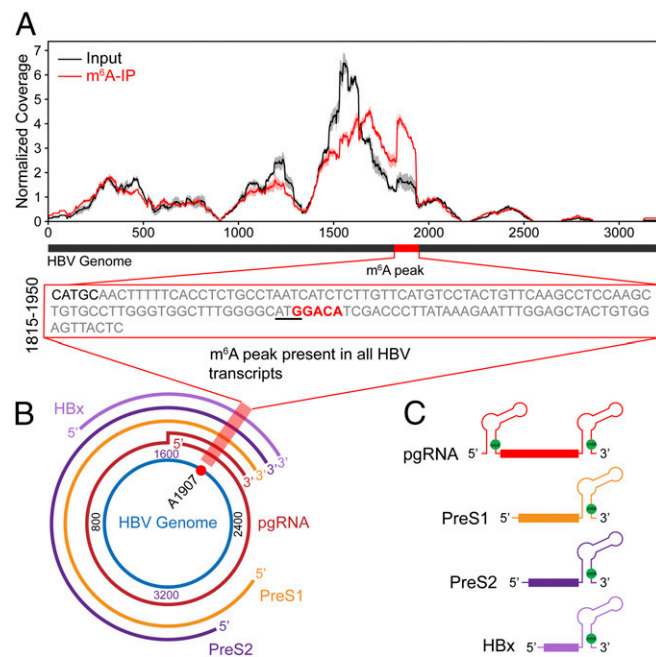 A
Normalized Coverage
7
6
5
4
3
2
1
0
Input
m⁶A-IP
0 500 1000 1500 2000 2500 3000
HBV Genome
m⁶A peak
1815-1950
CATGCAACTTTTTCACCTCTGCCTAATCATCTCTTGTTCATGTCCTACTGTTCAAGCCTCCAAGC
TGTGCCTTGGGTGGCTTTGGGGCATGGACATCGACCCTTATAAAGAATTTGGAGCTACTGTGG
AGTTACTC
m⁶A peak present in all HBV
transcripts
B
HBx
5'
5'
1600
3'
3'
3'
3'
A1907
800
HBV Genome
2400
pgRNA
3200
5'
PreS1
5'
PreS2
C
pgRNA 5' 3'
PreS1 5' 3'
PreS2 5' 3'
HBx 5' 3'